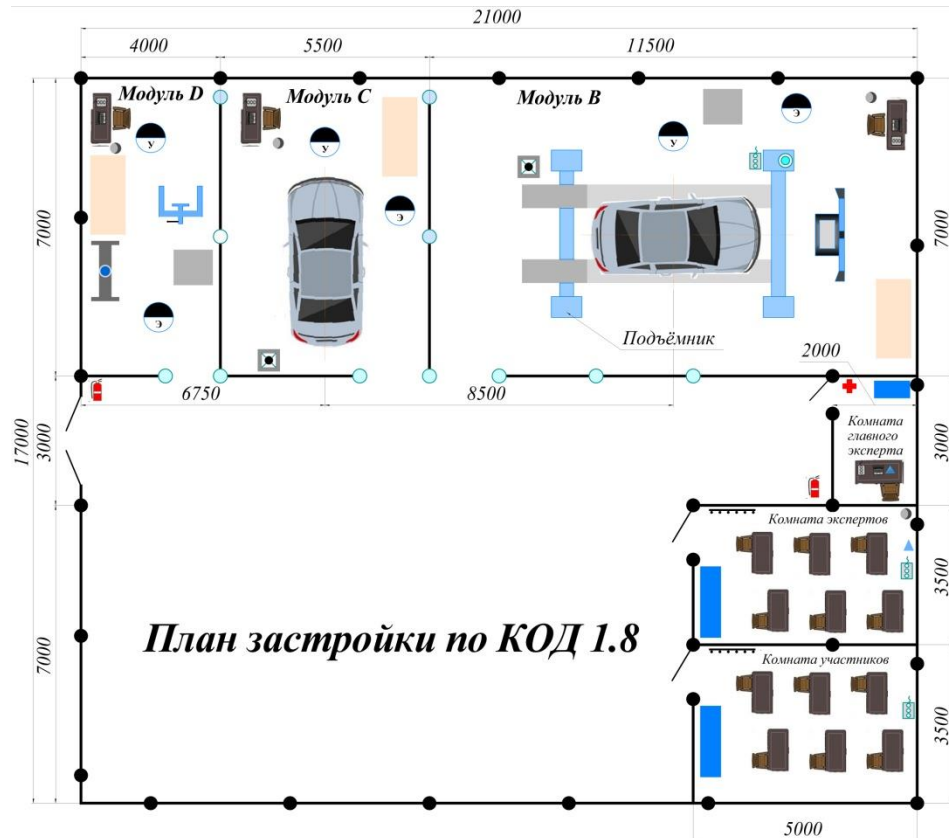 21000
4000
5500
11500
Модуль D
Модуль C
Модуль B
У
У
У
Э
Э
Э
7000
7000
Подъёмник
2000
6750
8500
17000
3000
3000
Комната
главного
эксперта
Комната экспертов
3500
План застройки по КОД 1.8
7000
Комната участников
3500
5000